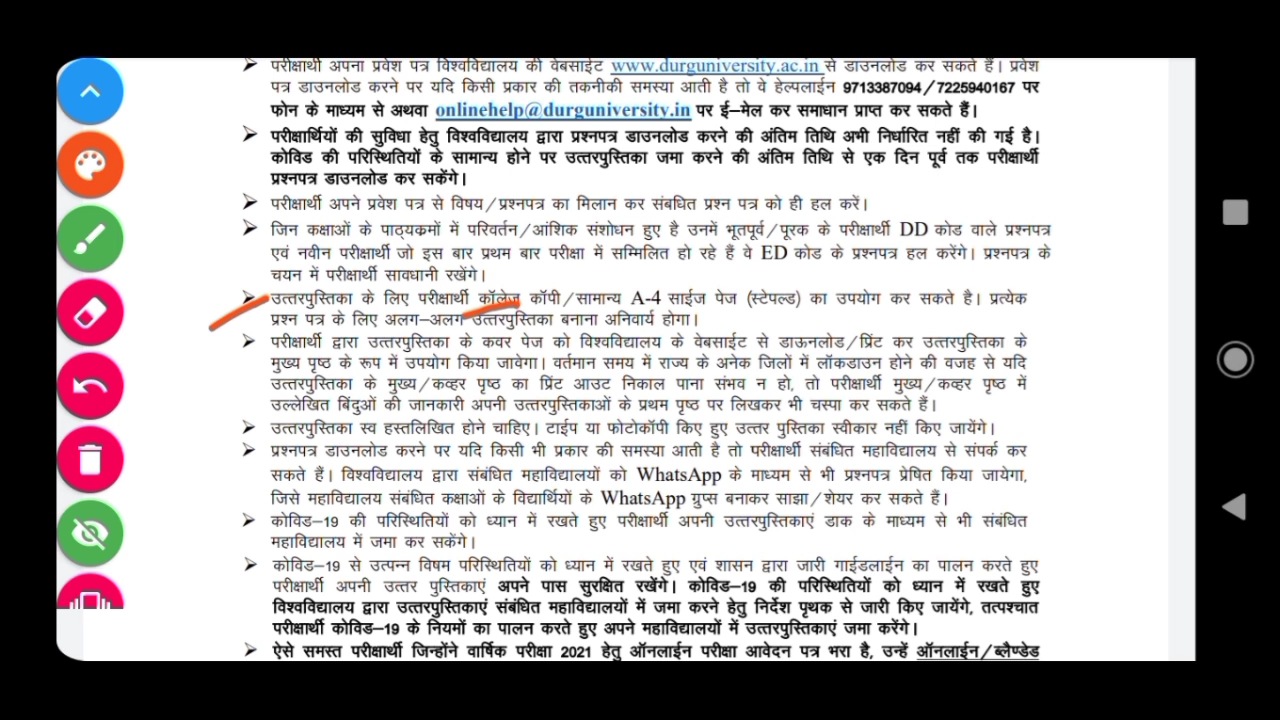 परीक्षार्थी अपना प्रवेश पत्र विश्वविद्यालय की वेबसाईट www.durguniversity.ac.in से डाउनलोड कर सकते हैं। प्रवेश
पत्र डाउनलोड करने पर यदि किसी प्रकार की तकनीकी समस्या आती है तो वे हेल्पलाईन 9713387094/7225940167 पर
फोन के माध्यम से अथवा onlinehelp@durguniversity.in पर ई–मेल कर समाधान प्राप्त कर सकते हैं।
परीक्षार्थियों की सुविधा हेतु विश्वविद्यालय द्वारा प्रश्नपत्र डाउनलोड करने की अंतिम तिथि अभी निर्धारित नहीं की गई है।
कोविड की परिस्थितियों के सामान्य होने पर उत्तरपुस्तिका जमा करने की अंतिम तिथि से एक दिन पूर्व तक परीक्षार्थी
प्रश्नपत्र डाउनलोड कर सकेंगे।
परीक्षार्थी अपने प्रवेश पत्र से विषय/प्रश्नपत्र का मिलान कर संबधित प्रश्न पत्र को ही हल करें।
जिन कक्षाओं के पाठ्यक्रमों में परिवर्तन/आंशिक संशोधन हुए है उनमें भूतपूर्व/पूरक के परीक्षार्थी DD कोड वाले प्रश्नपत्र
एवं नवीन परीक्षार्थी जो इस बार प्रथम बार परीक्षा में सम्मिलित हो रहे हैं वे ED कोड के प्रश्नपत्र हल करेंगे। प्रश्नपत्र के
चयन में परीक्षार्थी सावधानी रखेंगे।
उत्तरपुस्तिका के लिए परीक्षार्थी कॉलेज कॉपी/सामान्य A-4 साईज पेज (स्टेपल्ड) का उपयोग कर सकते है। प्रत्येक
प्रश्न पत्र के लिए अलग–अलग उत्तरपुस्तिका बनाना अनिवार्य होगा।
परीक्षार्थी द्वारा उत्तरपुस्तिका के कवर पेज को विश्वविद्यालय के वेबसाईट से डाऊनलोड/प्रिंट कर उत्तरपुस्तिका के
मुख्य पृष्ठ के रूप में उपयोग किया जावेगा। वर्तमान समय में राज्य के अनेक जिलों में लॉकडाउन होने की वजह से यदि
उत्तरपुस्तिका के मुख्य/कव्हर पृष्ठ का प्रिंट आउट निकाल पाना संभव न हो, तो परीक्षार्थी मुख्य/कव्हर पृष्ठ में
उल्लेखित बिंदुओं की जानकारी अपनी उत्तरपुस्तिकाओं के प्रथम पृष्ठ पर लिखकर भी चस्पा कर सकते हैं।
उत्तरपुस्तिका स्व हस्तलिखित होने चाहिए। टाईप या फोटोकॉपी किए हुए उत्तर पुस्तिका स्वीकार नहीं किए जायेंगे।
प्रश्नपत्र डाउनलोड करने पर यदि किसी भी प्रकार की समस्या आती है तो परीक्षार्थी संबंधित महाविद्यालय से संपर्क कर
सकते हैं। विश्वविद्यालय द्वारा संबंधित महाविद्यालयों को WhatsApp के माध्यम से भी प्रश्नपत्र प्रेषित किया जायेगा,
जिसे महाविद्यालय संबंधित कक्षाओं के विद्यार्थियों के WhatsApp ग्रुप्स बनाकर साझा/शेयर कर सकते हैं।
कोविड–19 की परिस्थितियों को ध्यान में रखते हुए परीक्षार्थी अपनी उत्तरपुस्तिकाएं डाक के माध्यम से भी संबंधित
महाविद्यालय में जमा कर सकेंगे।
कोविड–19 से उत्पन्न विषम परिस्थितियों को ध्यान में रखते हुए एवं शासन द्वारा जारी गाईडलाईन का पालन करते हुए
परीक्षार्थी अपनी उत्तर पुस्तिकाएं अपने पास सुरक्षित रखेंगे। कोविड–19 की परिस्थितियों को ध्यान में रखते हुए
विश्वविद्यालय द्वारा उत्तरपुस्तिकाएं संबंधित महाविद्यालयों में जमा करने हेतु निर्देश पृथक से जारी किए जायेंगे, तत्पश्चात
परीक्षार्थी कोविड–19 के नियमों का पालन करते हुए अपने महाविद्यालयों में उत्तरपुस्तिकाएं जमा करेंगे।
ऐसे समस्त परीक्षार्थी जिन्होंने वार्षिक परीक्षा 2021 हेतु ऑनलाईन परीक्षा आवेदन पत्र भरा है, उन्हें ऑनलाईन/ब्लैण्डेड